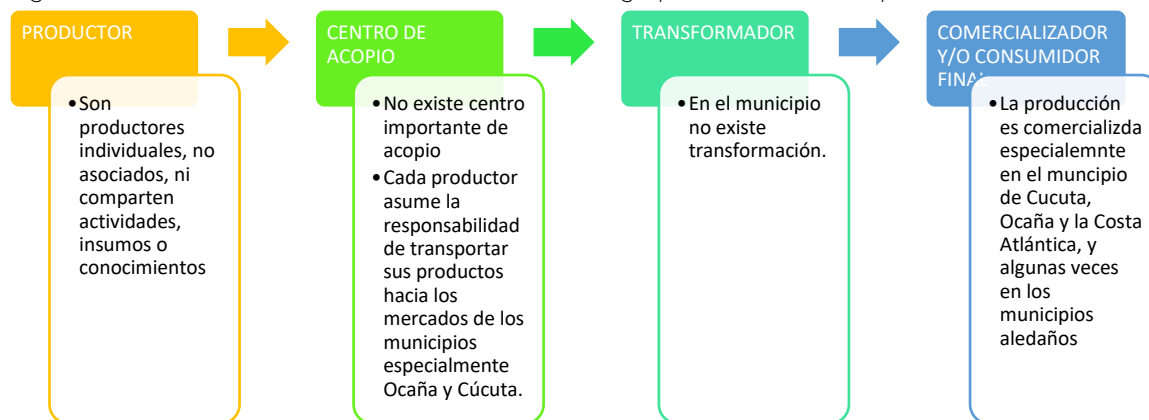 PRODUCTOR
• Son
productores
individuales, no
asociados, ni
comparten
actividades,
insumos o
conocimientos
CENTRO DE
ACOPIO
• No existe centro
importante de
acopio
• Cada productor
asume la
responsabilidad
de transportar
sus productos
hacia los
mercados de los
municipios
especialmente
Ocaña y Cúcuta.
TRANSFORMADOR
• En el municipio
no existe
transformación.
COMERCIALIZADOR
Y/O CONSUMIDOR
FINAL
• La producción
es comercializda
especialemnte
en el muncipio
de Cucuta,
Ocaña y la Costa
Atlántica, y
algunas veces
en los
municipios
aledaños